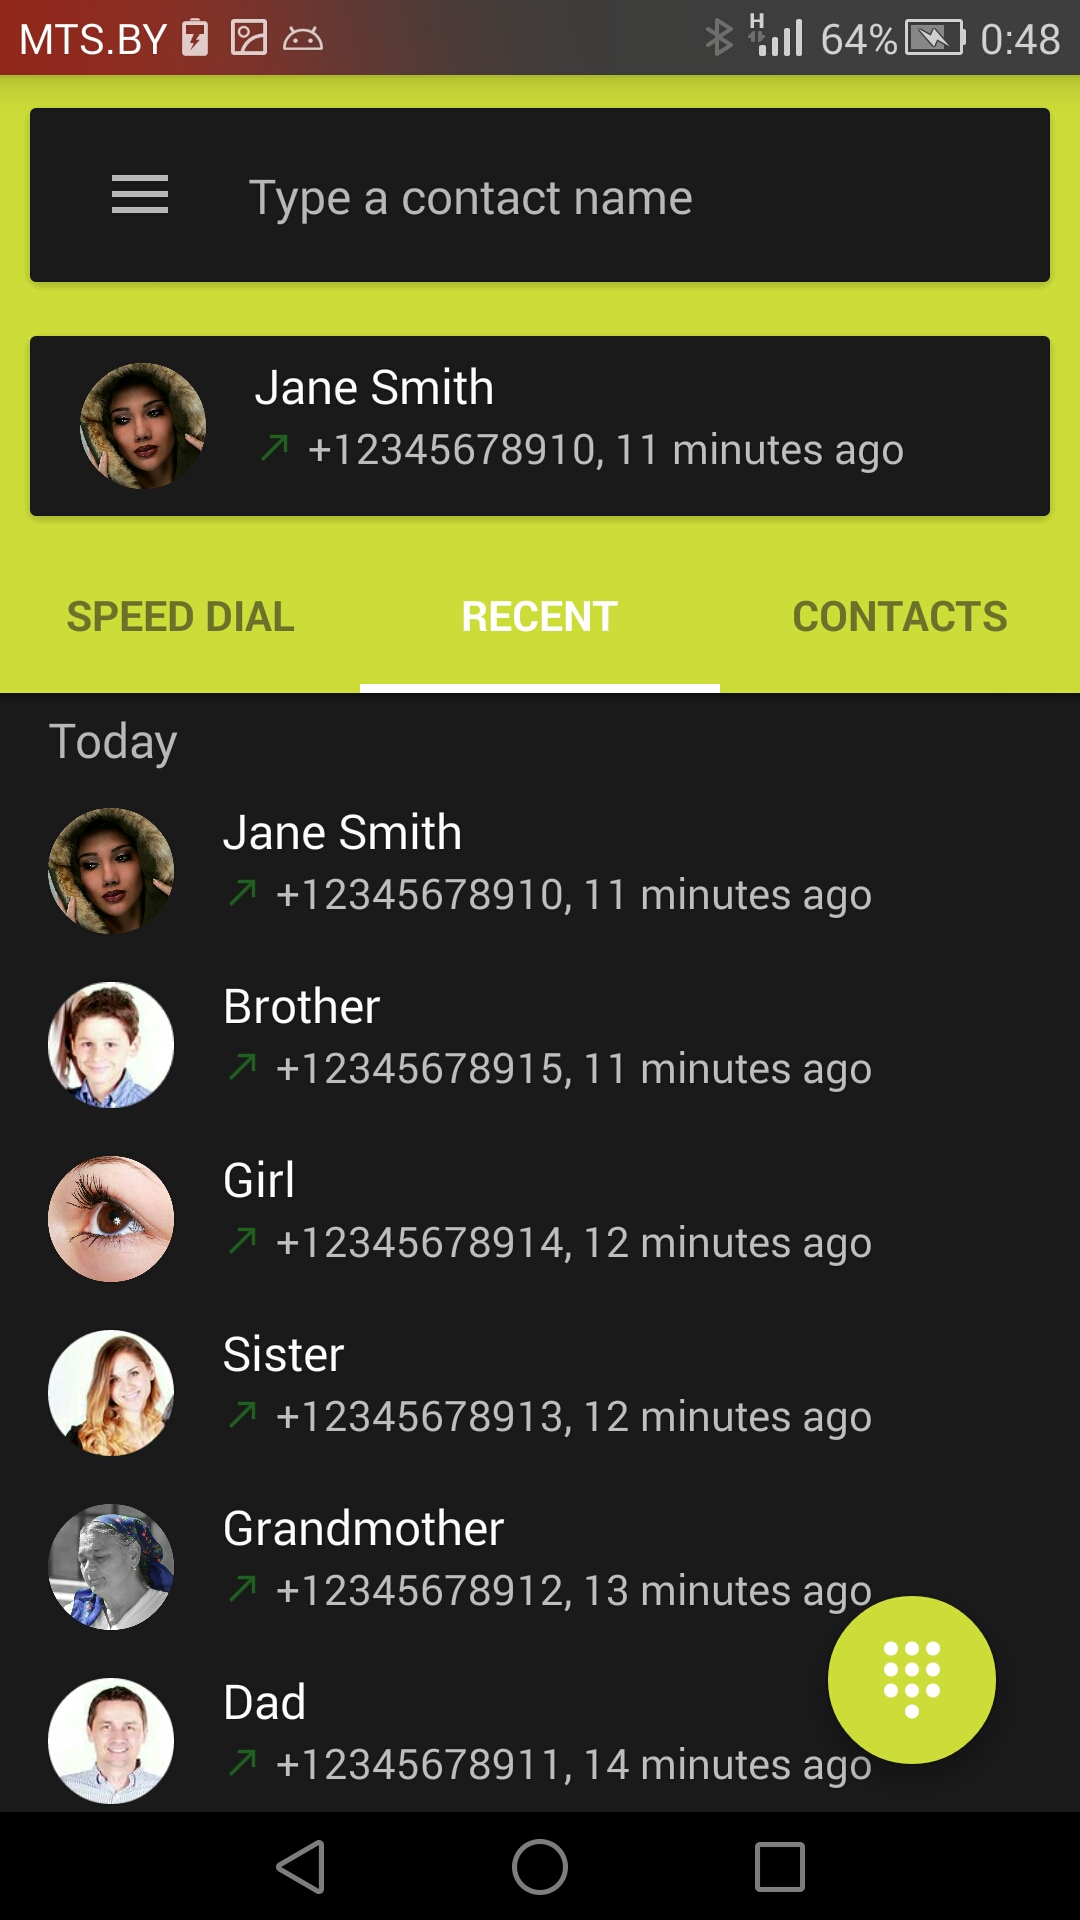 MTS.BY H 64% 0:48
Type a contact name
Jane Smith
+12345678910, 11 minutes ago
SPEED DIAL RECENT CONTACTS
Today
Jane Smith
+12345678910, 11 minutes ago
Brother
+12345678915, 11 minutes ago
Girl
+12345678914, 12 minutes ago
Sister
+12345678913, 12 minutes ago
Grandmother
+12345678912, 13 minutes ago
Dad
+12345678911, 14 minutes ago